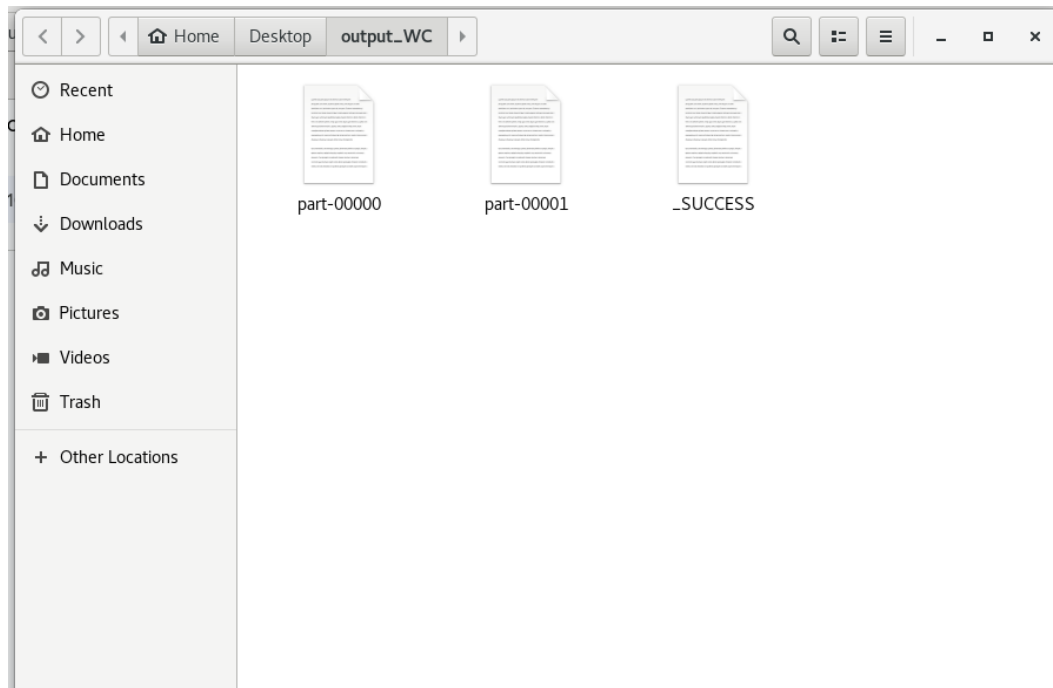 Home Desktop output_WC
Recent
Home
Documents
Downloads
Music
Pictures
Videos
Trash
+ Other Locations
part-00000 part-00001 _SUCCESS